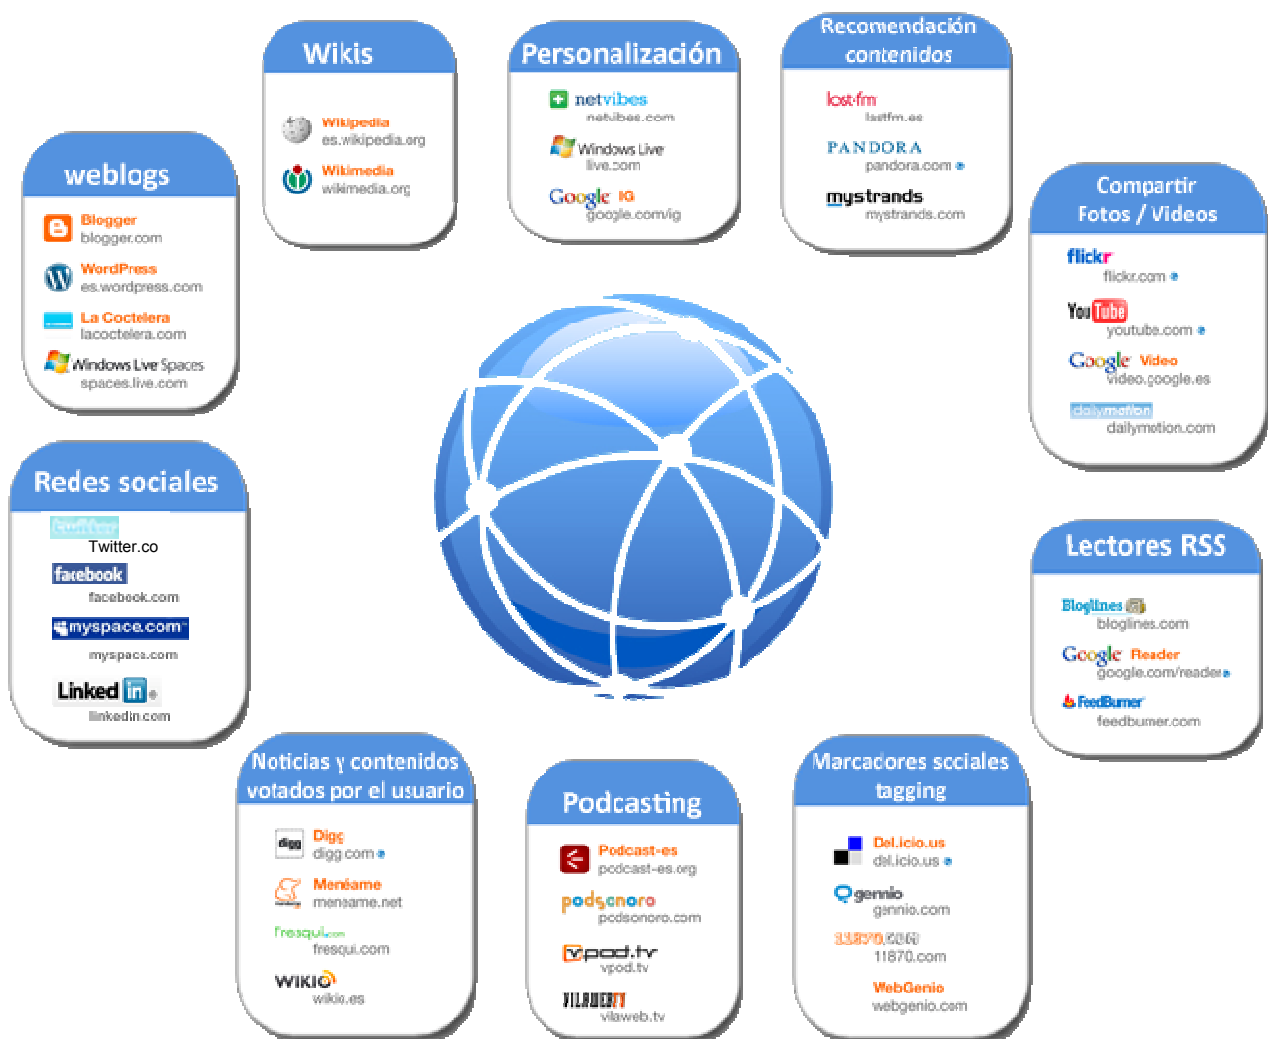 Wikis
Wikipedia
es.wikipedia.org
Wikimedia
wikimedia.org
Personalización
netvibes
netvibes.com
Windows Live
live.com
Google IG
google.com/ig
Recomendación
contenidos
lost·fm
lastfm.es
PANDORA
pandora.com
mystrands
mystrands.com
weblogs
Blogger
blogger.com
WordPress
es.wordpress.com
La Coctelera
lacoctelera.com
Windows Live Spaces
spaces.live.com
Compartir
Fotos / Videos
flickr
flickr.com
YouTube
youtube.com
Google Video
video.google.es
dailymotion
dailymotion.com
Redes sociales
twitter
Twitter.co
facebook
facebook.com
myspace.com
myspace.com
Linked in
linkedin.com
Lectores RSS
Bloglines
bloglines.com
Google Reader
google.com/reader
FeedBurner
feedburner.com
Noticias y contenidos
votados por el usuario
digg
Digg
digg.com
Menéame
meneame.net
fresqui.com
fresqui.com
WIKIO
wikio.es
Podcasting
Podcast-es
podcast-es.org
podsonoro
podsonoro.com
vpod.tv
vpod.tv
VILAWEBTV
vilaweb.tv
Marcadores sociales
tagging
Del.icio.us
del.icio.us
gennio
gennio.com
11870.COM
11870.com
WebGenio
webgenio.com